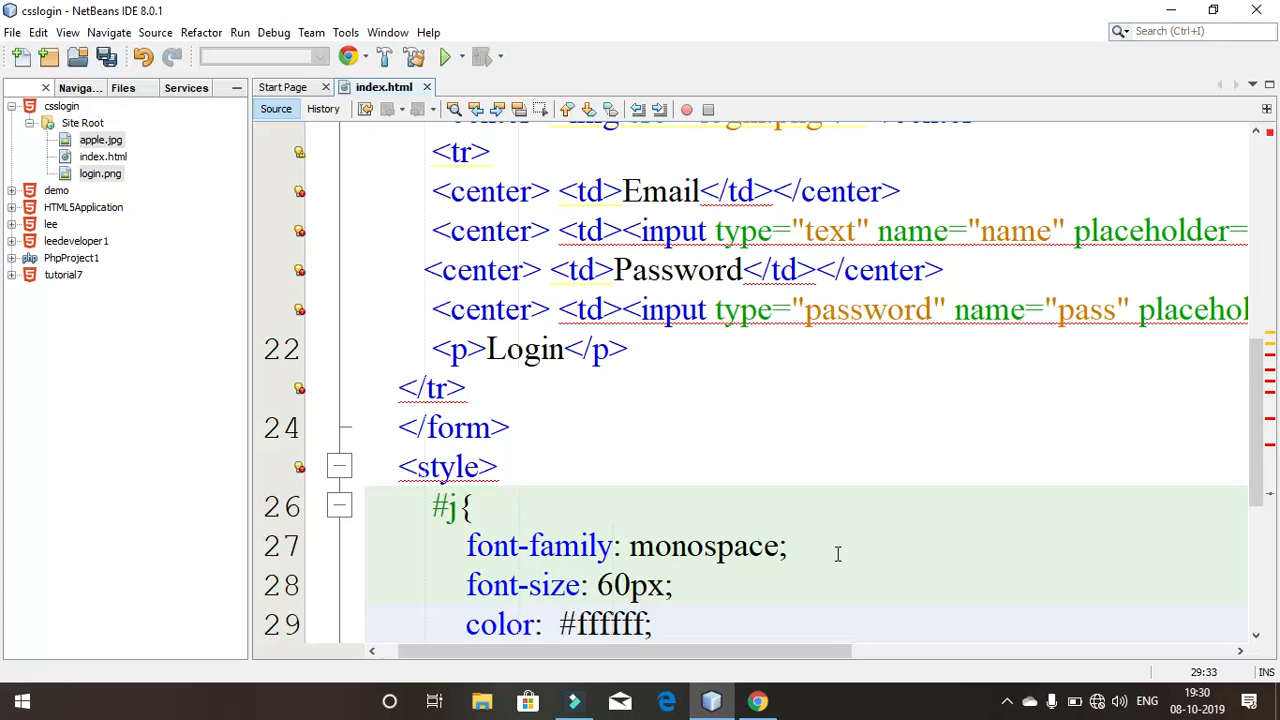 csslogin - NetBeans IDE 8.0.1
File Edit View Navigate Source Refactor Run Debug Team Tools Window Help
Search (Ctrl+I)
Naviga... Files Services
Start Page index.html
Source History
csslogin
Site Root
apple.jpg
index.html
login.png
demo
HTML5Application
lee
leedeveloper1
PhpProject1
tutorial7
<tr>
<center> <td>Email</td></center>
<center> <td><input type="text" name="name" placeholder=
<center> <td>Password</td></center>
<center> <td><input type="password" name="pass" placehol
22 <p>Login</p>
</tr>
24 </form>
<style>
26 #j{
27 font-family: monospace;
28 font-size: 60px;
29 color: #ffffff;
29:33 INS
ENG 19:30
08-10-2019